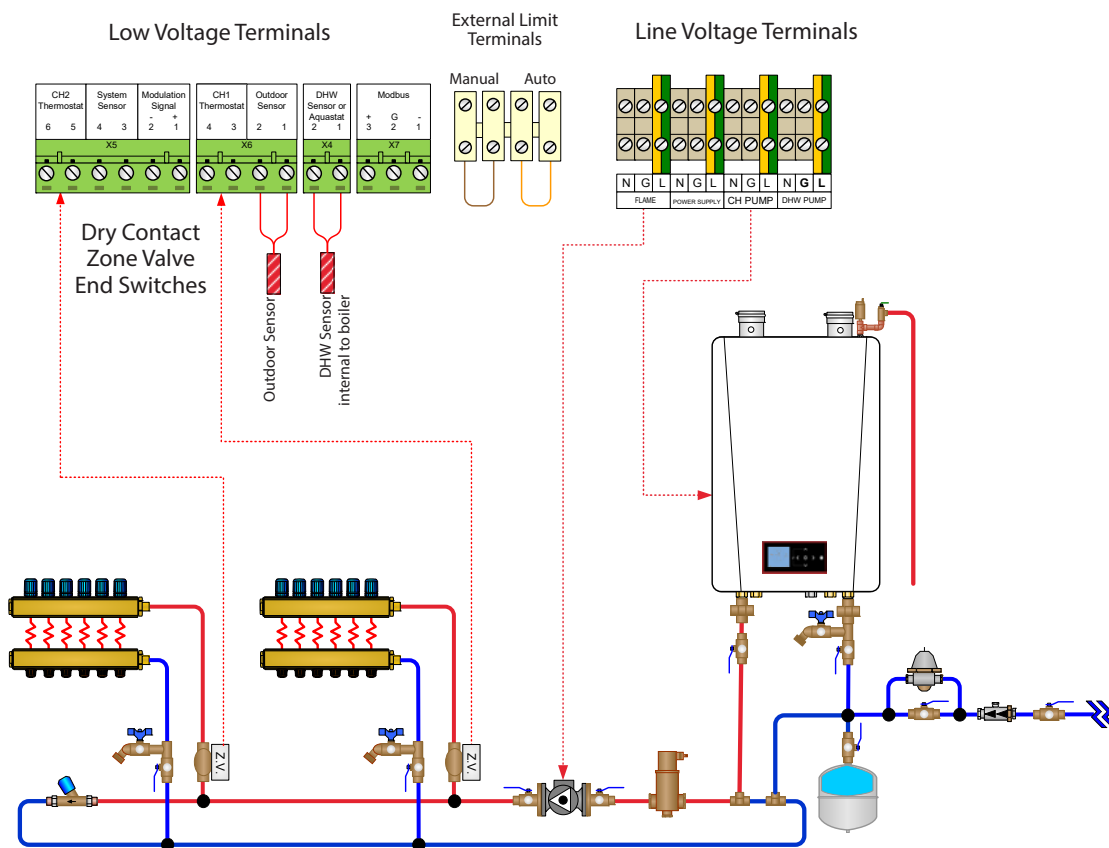 Low Voltage Terminals
External Limit
Terminals
Line Voltage Terminals
Manual Auto
CH2
Thermostat
6 5
System
Sensor
4 3
Modulation
Signal
- +
2 1
X5
CH1
Thermostat
4 3
Outdoor
Sensor
2 1
X6
DHW
Sensor or
Aquastat
2 1
X4
Modbus
+ G -
3 2 1
X7
N G L N G L N G L N G L
FLAME POWER SUPPLY CH PUMP DHW PUMP
Dry Contact
Zone Valve
End Switches
Outdoor Sensor
DHW Sensor
internal to boiler
Z.V.
Z.V.